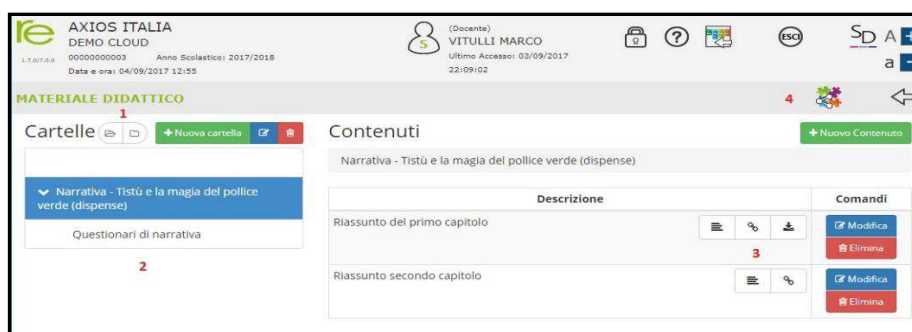 re
AXIOS ITALIA
DEMO CLOUD
1.7.0/7.0.0 00000000003 Anno Scolastico: 2017/2018
Data e ora: 04/09/2017 12:55
5
(Docente)
VITULLI MARCO
Ultimo Accesso: 03/09/2017
22:09:02
?
ESCI
SD A +
a -
MATERIALE DIDATTICO
4
1
Cartelle
+Nuova cartella
Contenuti
+Nuovo Contenuto
Narrativa - Tistù e la magia del pollice verde (dispense)
Narrativa - Tistù e la magia del pollice
verde (dispense)
Questionari di narrativa
2
Descrizione
Comandi
Riassunto del primo capitolo
Modifica
3
Elimina
Riassunto secondo capitolo
Modifica
Elimina